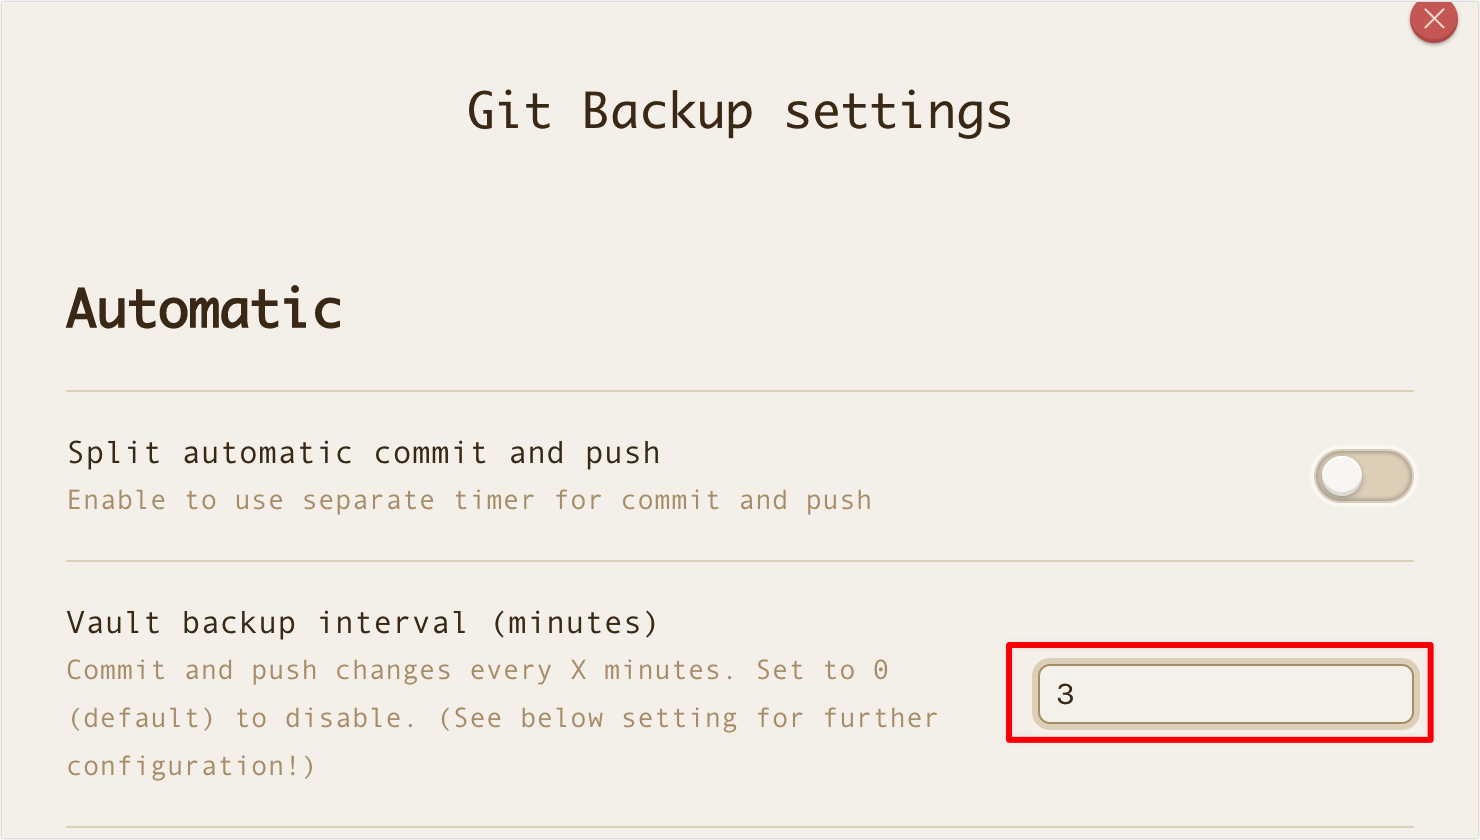 Git Backup settings
Automatic
Split automatic commit and push
Enable to use separate timer for commit and push
Vault backup interval (minutes)
Commit and push changes every X minutes. Set to 0
(default) to disable. (See below setting for further
configuration!)
3